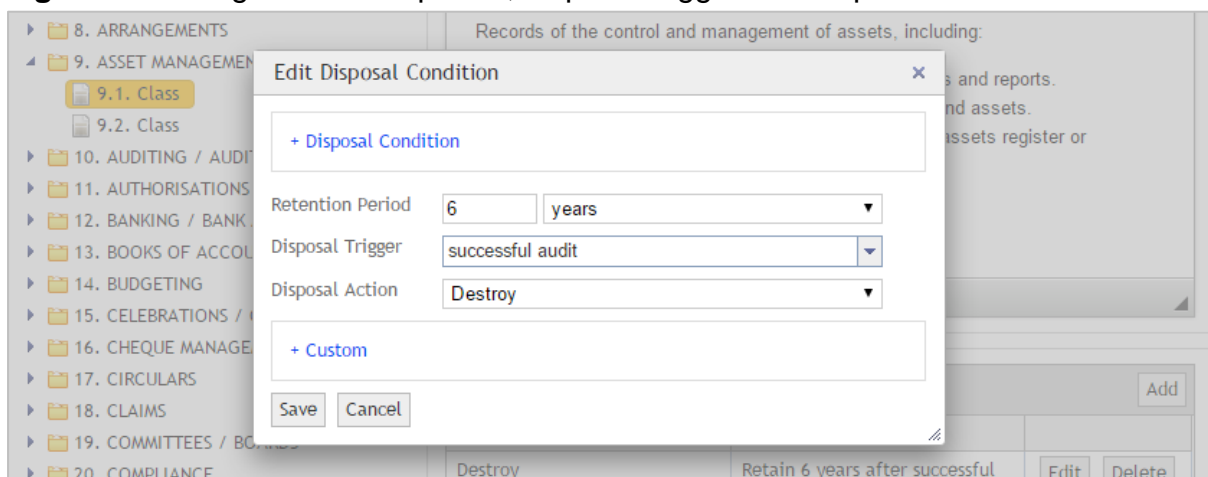 8. ARRANGEMENTS
9. ASSET MANAGEMEN
9.1. Class
9.2. Class
10. AUDITING / AUDIT
11. AUTHORISATIONS
12. BANKING / BANK
13. BOOKS OF ACCOU
14. BUDGETING
15. CELEBRATIONS /
16. CHEQUE MANAGE
17. CIRCULARS
18. CLAIMS
19. COMMITTEES / BOARDS
20. COMPLIANCE
Records of the control and management of assets, including:
s and reports.
nd assets.
assets register or
Edit Disposal Condition
×
+ Disposal Condition
Retention Period 6 years
Disposal Trigger successful audit
Disposal Action Destroy
+ Custom
Save Cancel
Add
Destroy Retain 6 years after successful Edit Delete